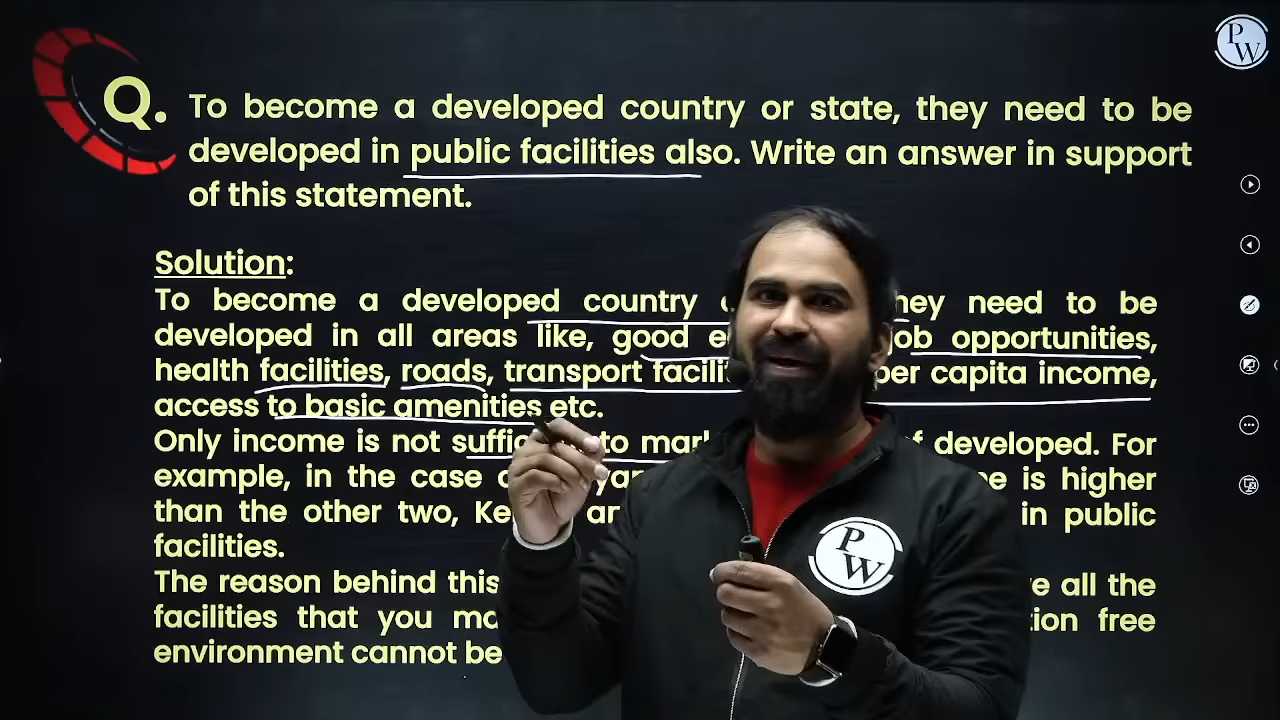 PW
Q. To become a developed country or state, they need to be
developed in public facilities also. Write an answer in support
of this statement.
Solution:
To become a developed country they need to be
developed in all areas like, good job opportunities,
health facilities, roads, transport per capita income,
access to basic amenities etc.
Only income is not to developed. For
example, in the case is higher
than the other two, in public
facilities.
The reason behind this all the
facilities that you free
environment cannot be
PW